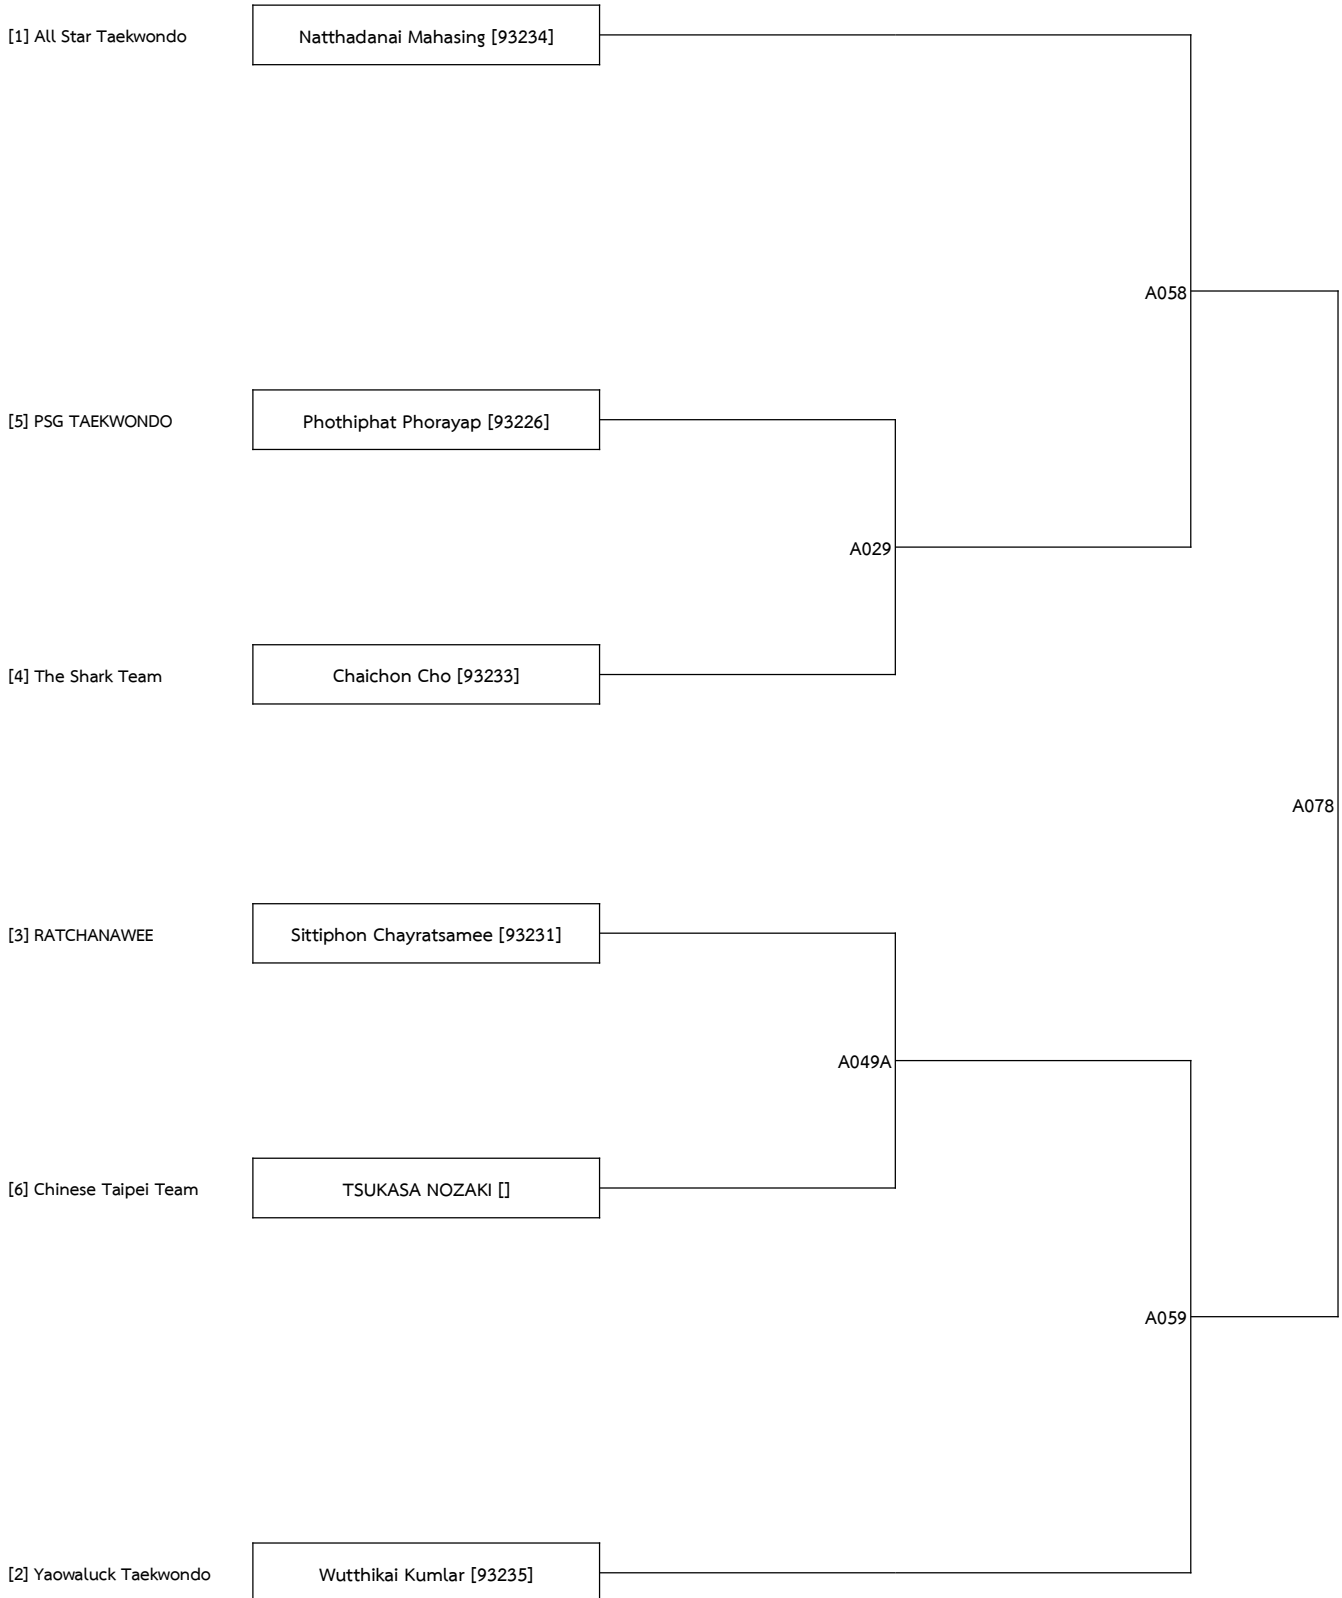 [1] All Star Taekwondo Natthadanai Mahasing [93234]
A058
[5] PSG TAEKWONDO Phothiphat Phorayap [93226]
A029
[4] The Shark Team Chaichon Cho [93233]
A078
[3] RATCHANAWEE Sittiphon Chayratsamee [93231]
A049A
[6] Chinese Taipei Team TSUKASA NOZAKI []
A059
[2] Yaowaluck Taekwondo Wutthikai Kumlar [93235]